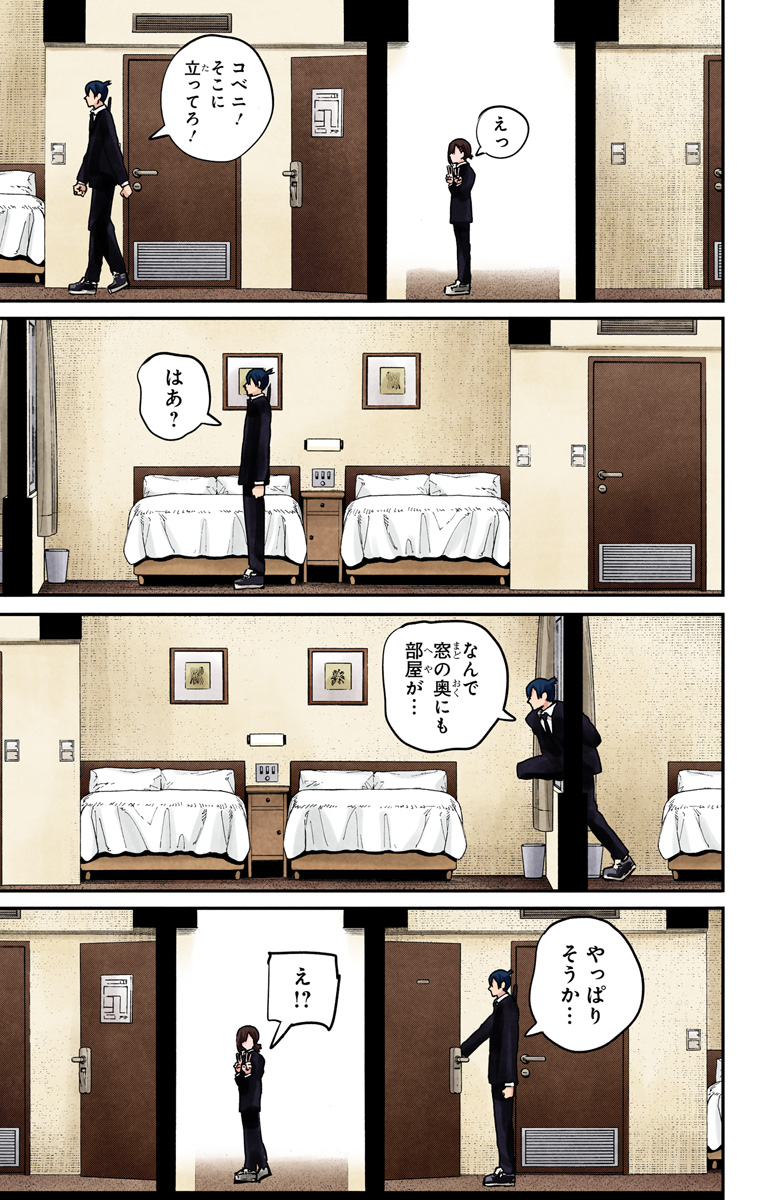 コベニ！
そこに
立ってろ！
えっ
はあ？
なんで
窓の奥にも
部屋が…
やっぱり
そうか…
え!?